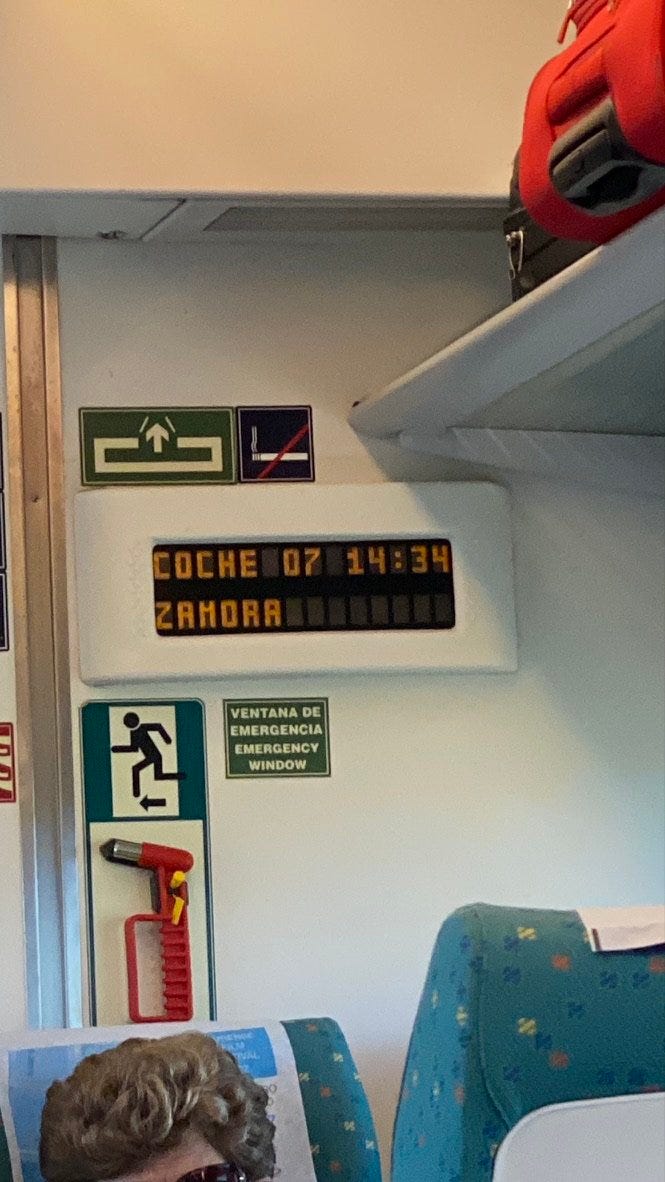 COCHE 07 14:34
ZAMORA
VENTANA DE
EMERGENCIA
EMERGENCY
WINDOW